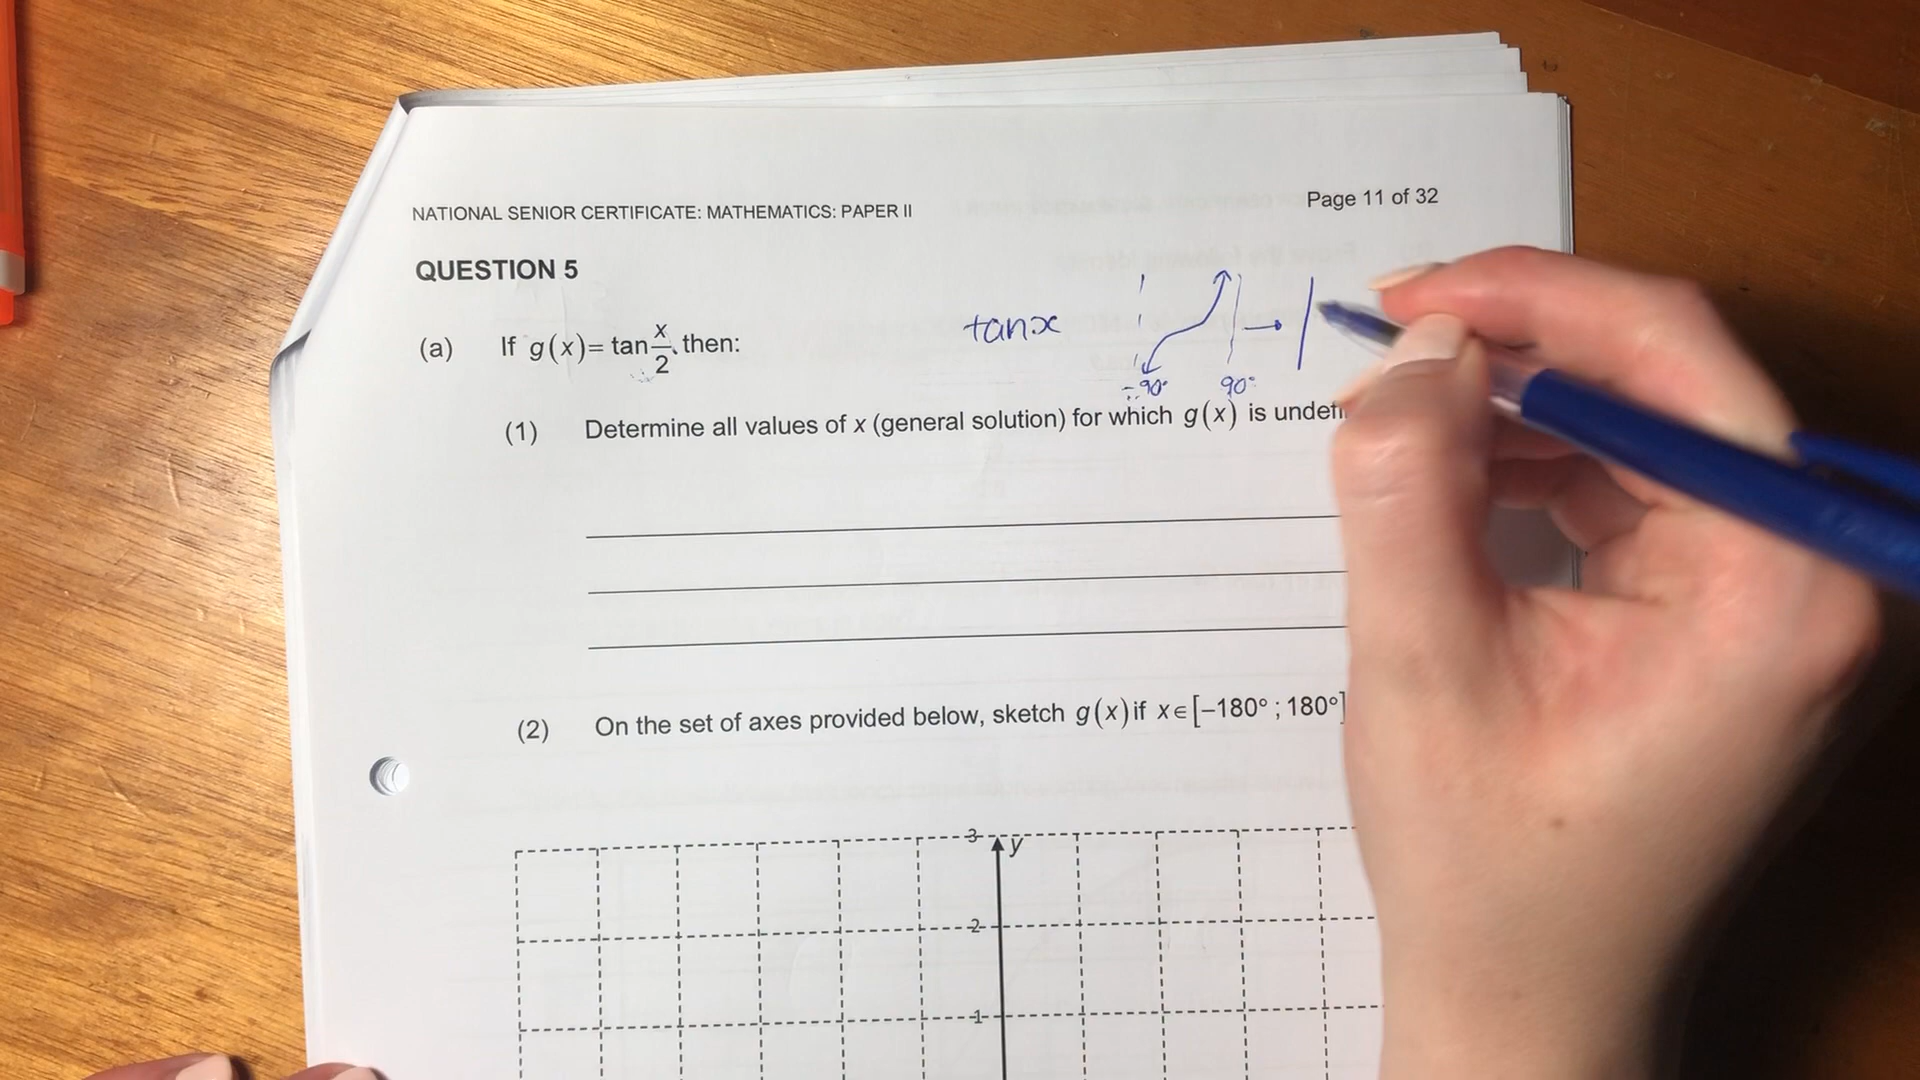 NATIONAL SENIOR CERTIFICATE: MATHEMATICS: PAPER II
Page 11 of 32
QUESTION 5
(a) If g(x)= tan x/2, then:
tanx
-90° 90°
(1) Determine all values of x (general solution) for which g(x) is
(2) On the set of axes provided below, sketch g(x) if x∈[−180° ; 180°]
3 y
2
1